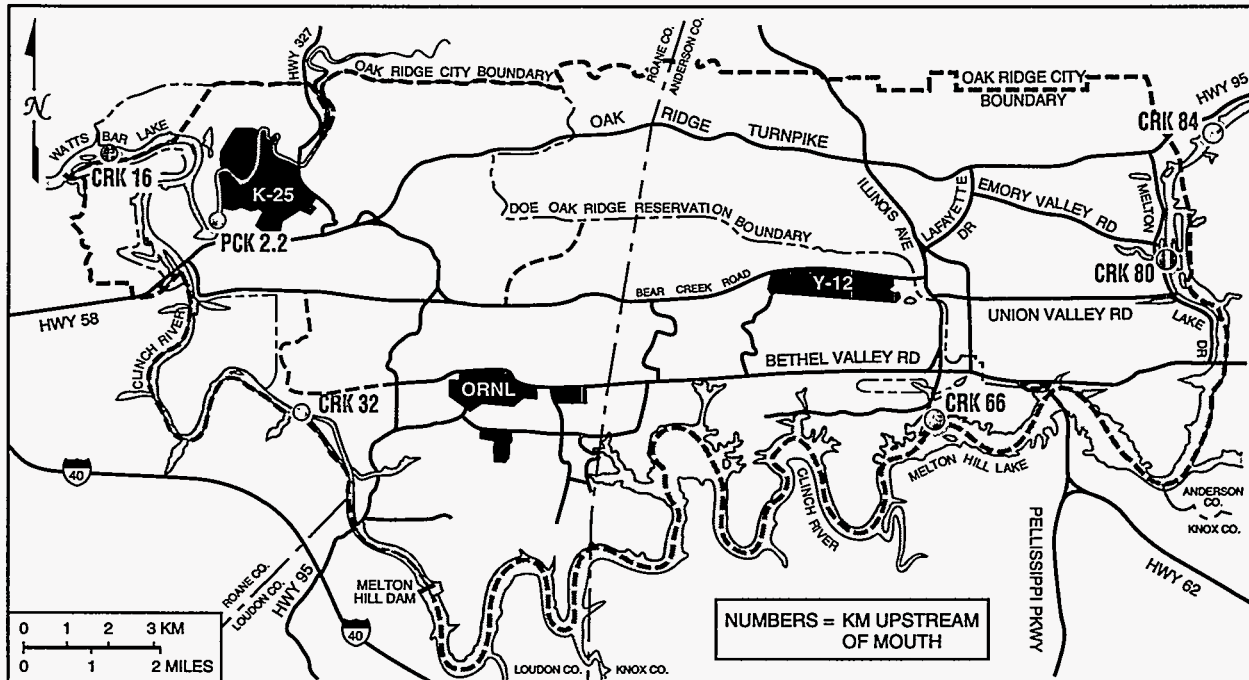 N
HWY 327
OAK RIDGE CITY BOUNDARY
ROANE CO.
ANDERSON CO.
OAK RIDGE CITY
BOUNDARY
HWY 95
CRK 84
WATTS BAR LAKE
CRK 16
K-25
PCK 2.2
OAK RIDGE TURNPIKE
DOE OAK RIDGE RESERVATION BOUNDARY
ILLINOIS AVE
LAFAYETTE
DR
EMORY VALLEY RD
MELTON
LAKE
DR
CRK 80
HWY 58
CLINCH RIVER
BEAR CREEK ROAD
Y-12
UNION VALLEY RD
BETHEL VALLEY RD
CRK 32
ORNL
CRK 66
MELTON HILL LAKE
CLINCH RIVER
40
ANDERSON
CO.
KNOX CO.
PELLISSIPPI PKWY
HWY 62
ROANE CO.
LOUDON CO.
HWY 95
MELTON
HILL DAM
40
LOUDON CO.
KNOX CO.
0 1 2 3 KM
0 1 2 MILES
NUMBERS = KM UPSTREAM
OF MOUTH